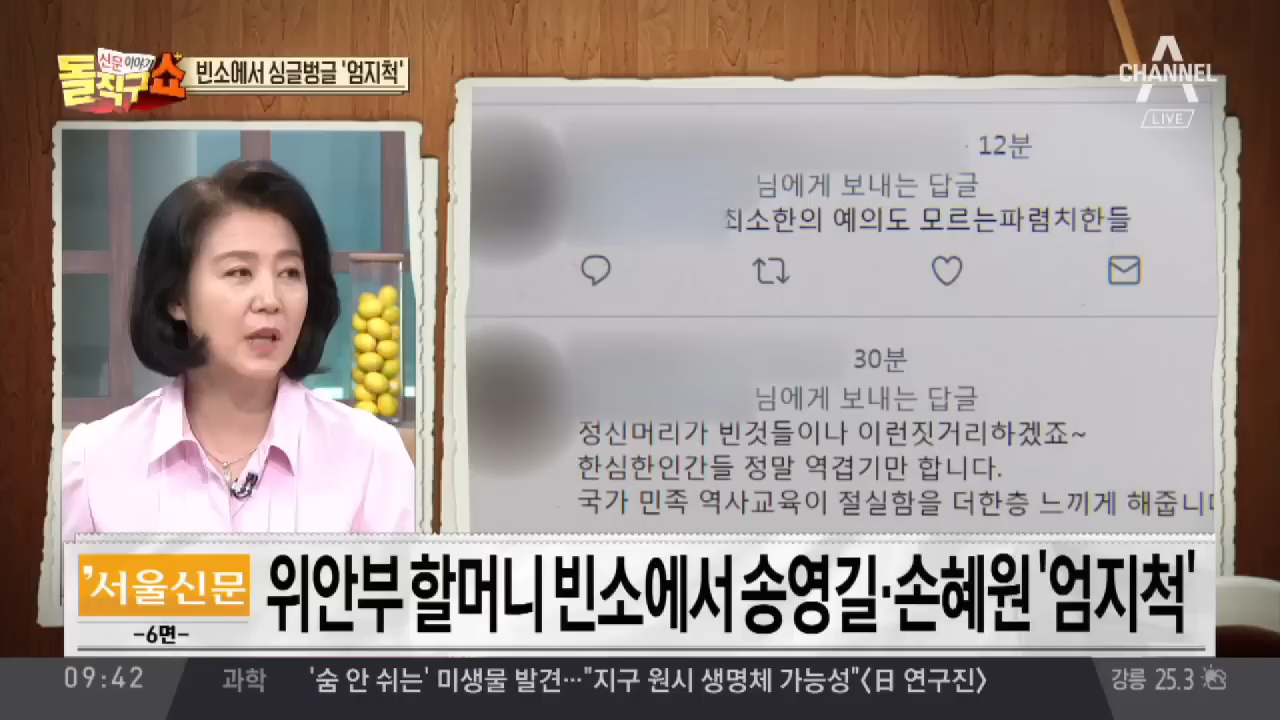 신문이야기
돌직구쇼
빈소에서 싱글벙글 '엄지척'
CHANNEL A
LIVE
· 12분
님에게 보내는 답글
최소한의 예의도 모르는파렴치한들
30분
님에게 보내는 답글
정신머리가 빈것들이나 이런짓거리하겠죠~
한심한인간들 정말 역겹기만 합니다.
국가 민족 역사교육이 절실함을 더한층 느끼게 해줍니다
서울신문
-6면-
위안부 할머니 빈소에서 송영길·손혜원 '엄지척'
09:42 과학 '숨 안 쉬는' 미생물 발견…"지구 원시 생명체 가능성"〈日 연구진〉 강릉 25.3